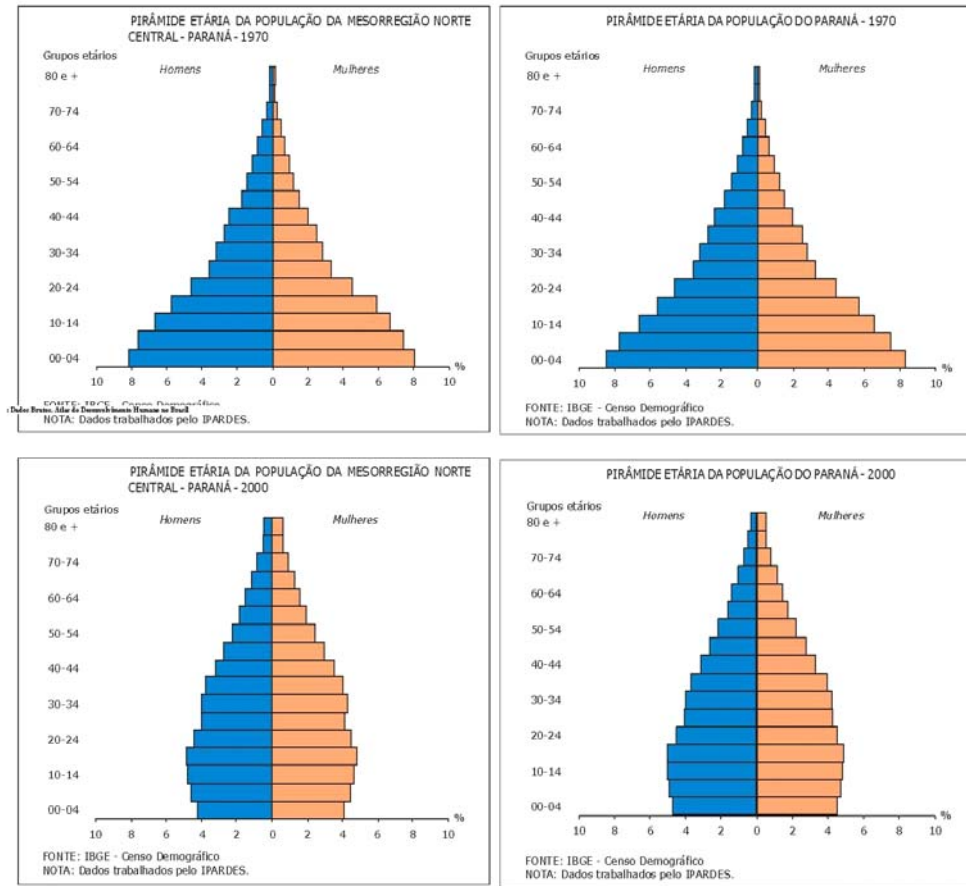 PIRÂMIDE ETÁRIA DA POPULAÇÃO DA MESORREGIÃO NORTE
CENTRAL - PARANÁ - 1970
Grupos etários
Homens Mulheres
80 e +
70-74
60-64
50-54
40-44
30-34
20-24
10-14
00-04
%
10 8 6 4 2 0 2 4 6 8 10
FONTE: IBGE - Censo Demográfico
: Dados Brutos. Atlas do Desenvolvimento Humano no Brasil
NOTA: Dados trabalhados pelo IPARDES.
PIRÂMIDE ETÁRIA DA POPULAÇÃO DO PARANÁ - 1970
Grupos etários
Homens Mulheres
80 e +
70-74
60-64
50-54
40-44
30-34
20-24
10-14
00-04
%
10 8 6 4 2 0 2 4 6 8 10
FONTE: IBGE - Censo Demográfico
NOTA: Dados trabalhados pelo IPARDES.
PIRÂMIDE ETÁRIA DA POPULAÇÃO DA MESORREGIÃO NORTE
CENTRAL - PARANÁ - 2000
Grupos etários
Homens Mulheres
80 e +
70-74
60-64
50-54
40-44
30-34
20-24
10-14
00-04
%
10 8 6 4 2 0 2 4 6 8 10
FONTE: IBGE - Censo Demográfico
NOTA: Dados trabalhados pelo IPARDES.
PIRÂMIDE ETÁRIA DA POPULAÇÃO DO PARANÁ - 2000
Grupos etários
Homens Mulheres
80 e +
70-74
60-64
50-54
40-44
30-34
20-24
10-14
00-04
%
10 8 6 4 2 0 2 4 6 8 10
FONTE: IBGE - Censo Demográfico
NOTA: Dados trabalhados pelo IPARDES.